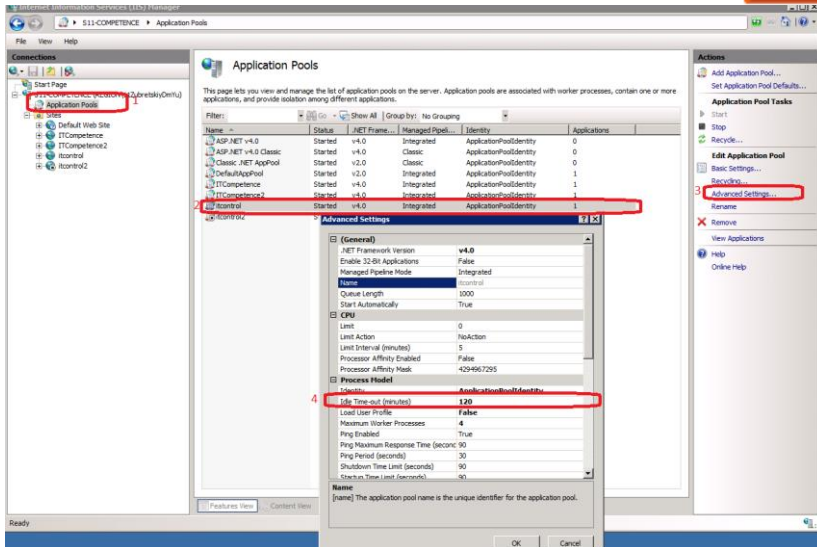 Internet Information Services (IIS) Manager
S11-COMPETENCE ▸ Application Pools
File View Help
Connections
Start Page
Application Pools
1
Sites
Default Web Site
ITCompetence
ITCompetence2
itcontrol
itcontrol2
Application Pools
This page lets you view and manage the list of application pools on the server. Application pools are associated with worker processes, contain one or more
applications, and provide isolation among different applications.
Filter: Go Show All Group by: No Grouping
Name Status .NET Frame... Managed Pipeli... Identity Applications
ASP.NET v4.0 Started v4.0 Integrated ApplicationPoolIdentity 0
ASP.NET v4.0 Classic Started v4.0 Classic ApplicationPoolIdentity 0
Classic .NET AppPool Started v2.0 Classic ApplicationPoolIdentity 0
DefaultAppPool Started v2.0 Integrated ApplicationPoolIdentity 1
ITCompetence Started v4.0 Integrated ApplicationPoolIdentity 1
ITCompetence2 Started v4.0 Integrated ApplicationPoolIdentity 1
2 itcontrol Started v4.0 Integrated ApplicationPoolIdentity 1
itcontrol2 S
Advanced Settings
(General)
.NET Framework Version v4.0
Enable 32-Bit Applications False
Managed Pipeline Mode Integrated
Name itcontrol
Queue Length 1000
Start Automatically True
CPU
Limit 0
Limit Action NoAction
Limit Interval (minutes) 5
Processor Affinity Enabled False
Processor Affinity Mask 4294967295
Process Model
Identity ApplicationPoolIdentity
4 Idle Time-out (minutes) 120
Load User Profile False
Maximum Worker Processes 4
Ping Enabled True
Ping Maximum Response Time (seconc 90
Ping Period (seconds) 30
Shutdown Time Limit (seconds) 90
Startup Time Limit (seconds) 90
Name
[name] The application pool name is the unique identifier for the application pool.
OK Cancel
Features View Content View
Ready
Actions
Add Application Pool...
Set Application Pool Defaults...
Application Pool Tasks
Start
Stop
Recycle...
Edit Application Pool
Basic Settings...
Recycling...
3 Advanced Settings...
Rename
Remove
View Applications
Help
Online Help